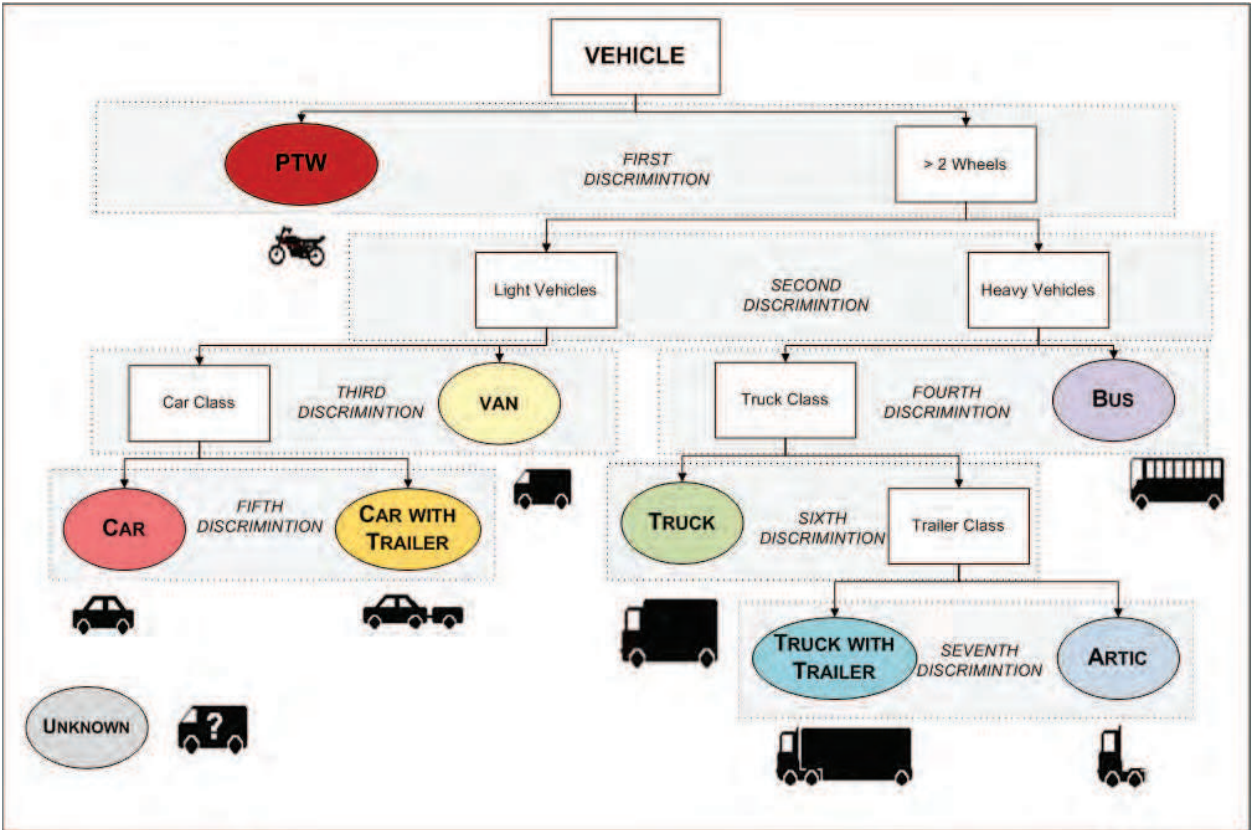 VEHICLE
PTW
FIRST
DISCRIMINTION
> 2 Wheels
Light Vehicles
SECOND
DISCRIMINTION
Heavy Vehicles
Car Class
THIRD
DISCRIMINTION
VAN
Truck Class
FOURTH
DISCRIMINTION
BUS
CAR
FIFTH
DISCRIMINTION
CAR WITH
TRAILER
TRUCK
SIXTH
DISCRIMINTION
Trailer Class
TRUCK WITH
TRAILER
SEVENTH
DISCRIMINTION
ARTIC
UNKNOWN
?